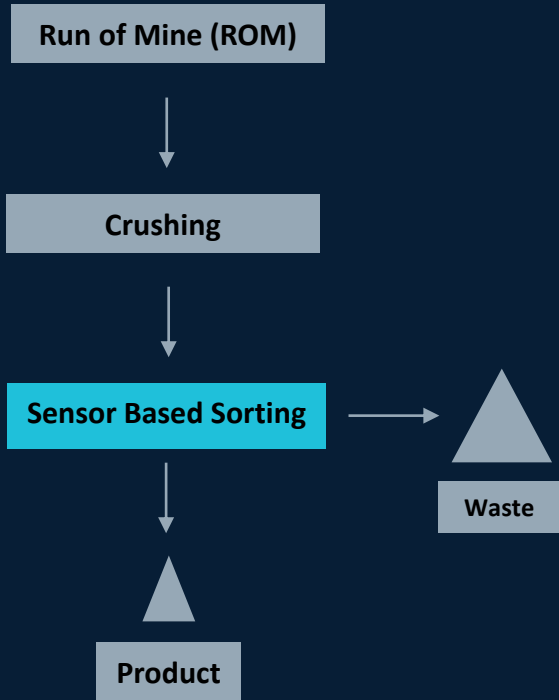 Run of Mine (ROM)
Crushing
Sensor Based Sorting
Waste
Product